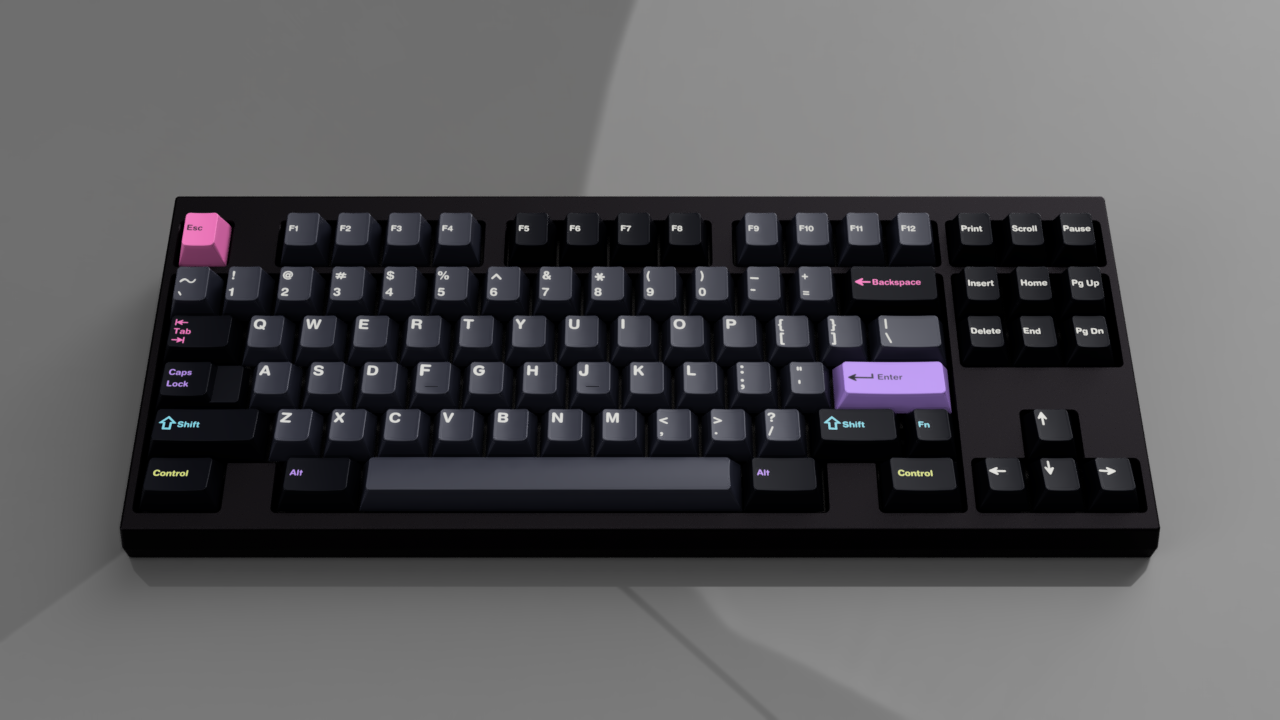 Esc F1 F2 F3 F4 F5 F6 F7 F8 F9 F10 F11 F12 Print Scroll Pause
~ ! @ # $ % ^ & * ( ) _ + ← Backspace Insert Home Pg Up
` 1 2 3 4 5 6 7 8 9 0 - =
Tab Q W E R T Y U I O P { } | Delete End Pg Dn
[ ] \
Caps A S D F G H J K L : " Enter
Lock ; '
Shift Z X C V B N M < > ? Shift Fn ↑
, . /
Control Alt Alt Control ← ↓ →